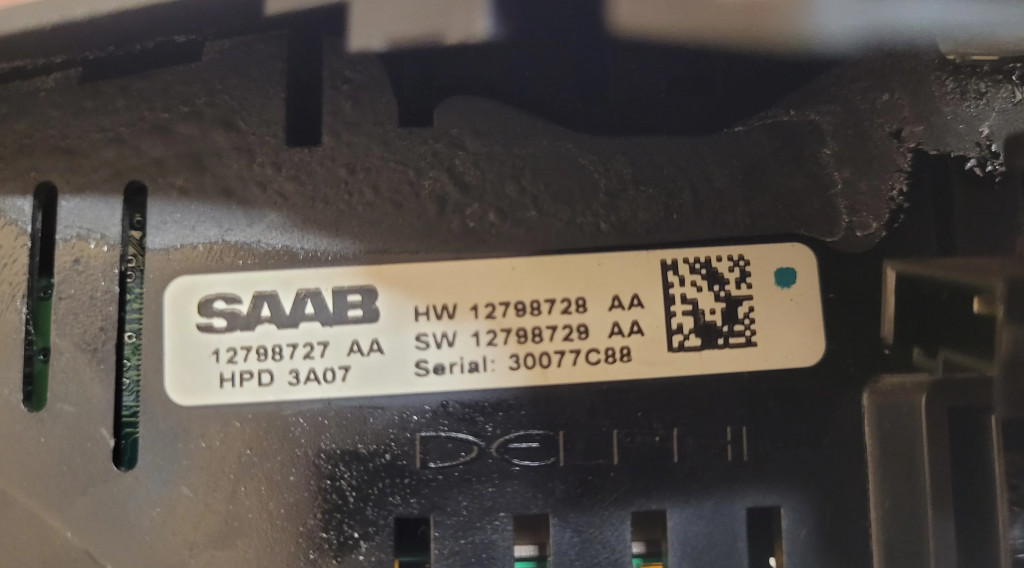 SAAB
12798727 AA
HPD 3A07
HW 12798728 AA
SW 12798729 AA
Serial: 30077C88
DELPHI